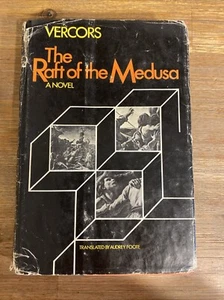 VERCORS
The
Raft of the Medusa
A NOVEL
TRANSLATED BY AUDREY FOOTE